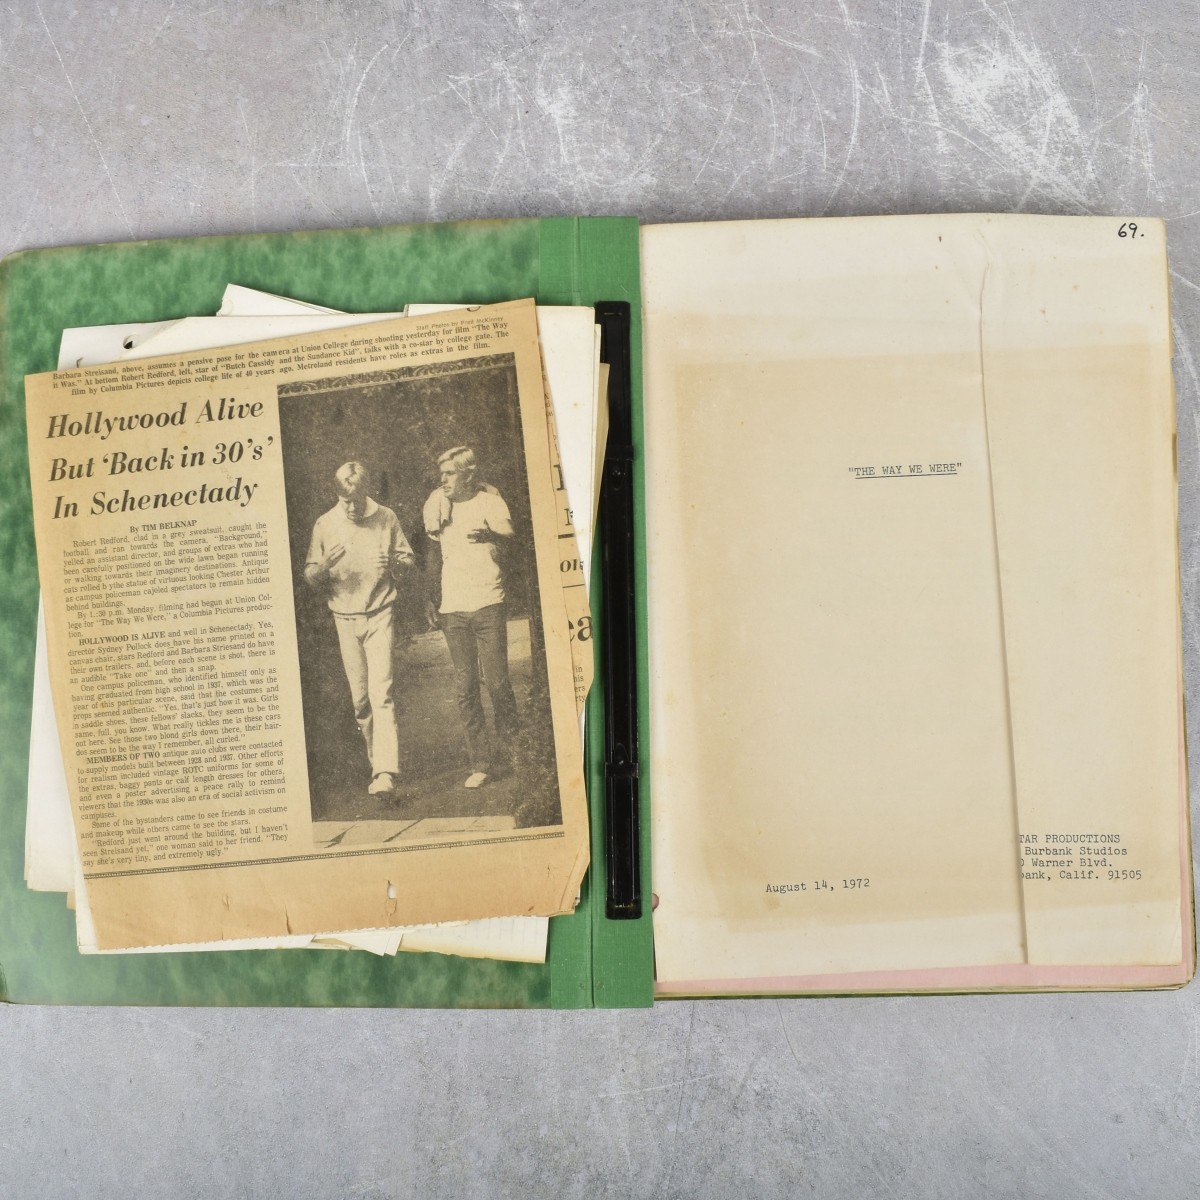 Staff Photos by Fred McKinney
Barbara Streisand, above, assumes a pensive pose for the camera at Union College during shooting yesterday for film "The Way
it Was." At bottom Robert Redford, left, star of "Butch Cassidy and the Sundance Kid", talks with a co-star by college gate. The
film by Columbia Pictures depicts college life of 40 years ago. Metroland residents have roles as extras in the film.
Hollywood Alive
But 'Back in 30's'
In Schenectady
By TIM BELKNAP
Robert Redford, clad in a grey sweatsuit, caught the
football and ran towards the camera. "Background,"
yelled an assistant director, and groups of extras who had
been carefully positioned on the wide lawn began running
or walking towards their imaginery destinations. Antique
cars rolled b ythe statue of virtuous looking Chester Arthur
as campus policeman cajoled spectators to remain hidden
behind buildings.
By 1:30 p.m. Monday, filming had begun at Union Col-
lege for "The Way We Were," a Columbia Pictures produc-
tion.
HOLLYWOOD IS ALIVE and well in Schenectady. Yes,
director Sydney Pollock does have his name printed on a
canvas chair, stars Redford and Barbara Striesand do have
their own trailers, and, before each scene is shot, there is
an audible "Take one" and then a snap.
One campus policeman, who identified himself only as
having graduated from high school in 1937, which was the
year of this particular scene, said that the costumes and
props seemed authentic. "Yes, that's just how it was. Girls
in saddle shoes, these fellows' slacks, they seem to be the
same, full, you know. What really tickles me is these cars
out here. See those two blond girls down there, their hair-
dos seem to be the way I remember, all curled."
MEMBERS OF TWO antique auto clubs were contacted
to supply models built between 1928 and 1937. Other efforts
for realism included vintage ROTC uniforms for some of
the extras, baggy pants or calf length dresses for others,
and even a poster advertising a peace rally to remind
viewers that the 1930s was also an era of social activism on
campuses.
Some of the bystanders came to see friends in costume
and makeup while others came to see the stars.
"Redford just went around the building, but I haven't
seen Streisand yet," one woman said to her friend. "They
say she's very tiny, and extremely ugly."
69.
"THE WAY WE WERE"
TAR PRODUCTIONS
Burbank Studios
Warner Blvd.
bank, Calif. 91505
August 14, 1972